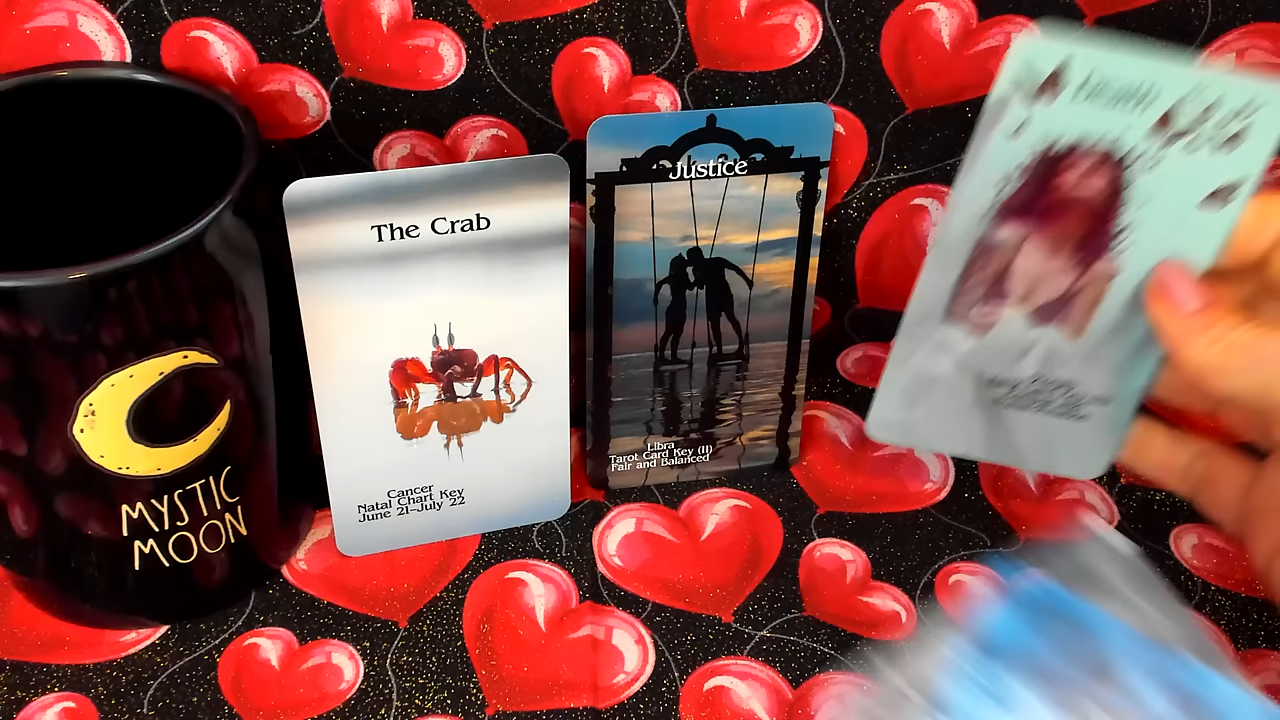 The Crab
Cancer
Natal Chart Key
June 21-July 22
Justice
Libra
Tarot Card Key (11)
Fair and Balanced
MYSTIC
MOON